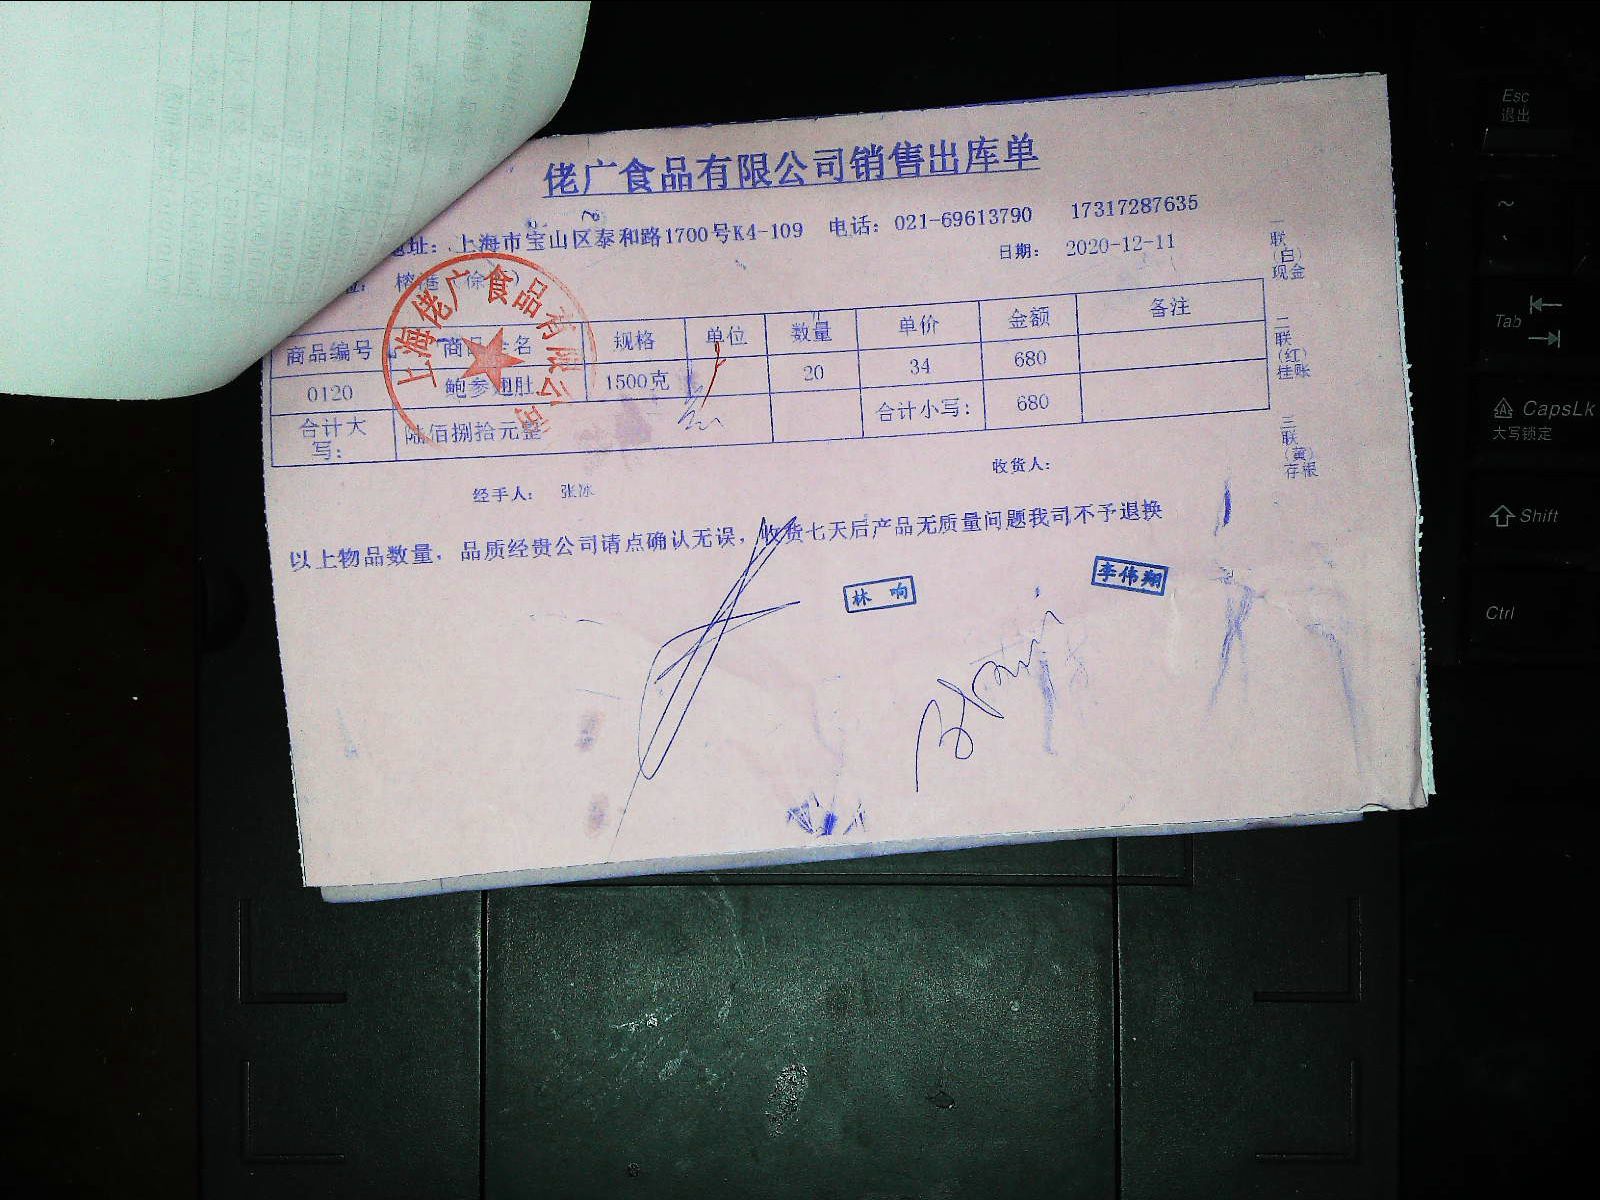 佬广食品有限公司销售出库单
地址：上海市宝山区泰和路1700号K4-109 电话：021-69613790 17317287635
日期： 2020-12-11
商品编号 商品全名 规格 单位 数量 单价 金额 备注
0120 鲍参翅肚 1500克 20 34 680
合计大写： 陆佰捌拾元整 合计小写： 680
经手人： 张冰 收货人：
以上物品数量，品质经贵公司请点确认无误，收货七天后产品无质量问题我司不予退换
林响
李伟翔
一联（白）现金
二联（红）挂账
三联（黄）存根
上海佬广食品有限公司
Esc
退出
~
Tab
CapsLk
大写锁定
Shift
Ctrl